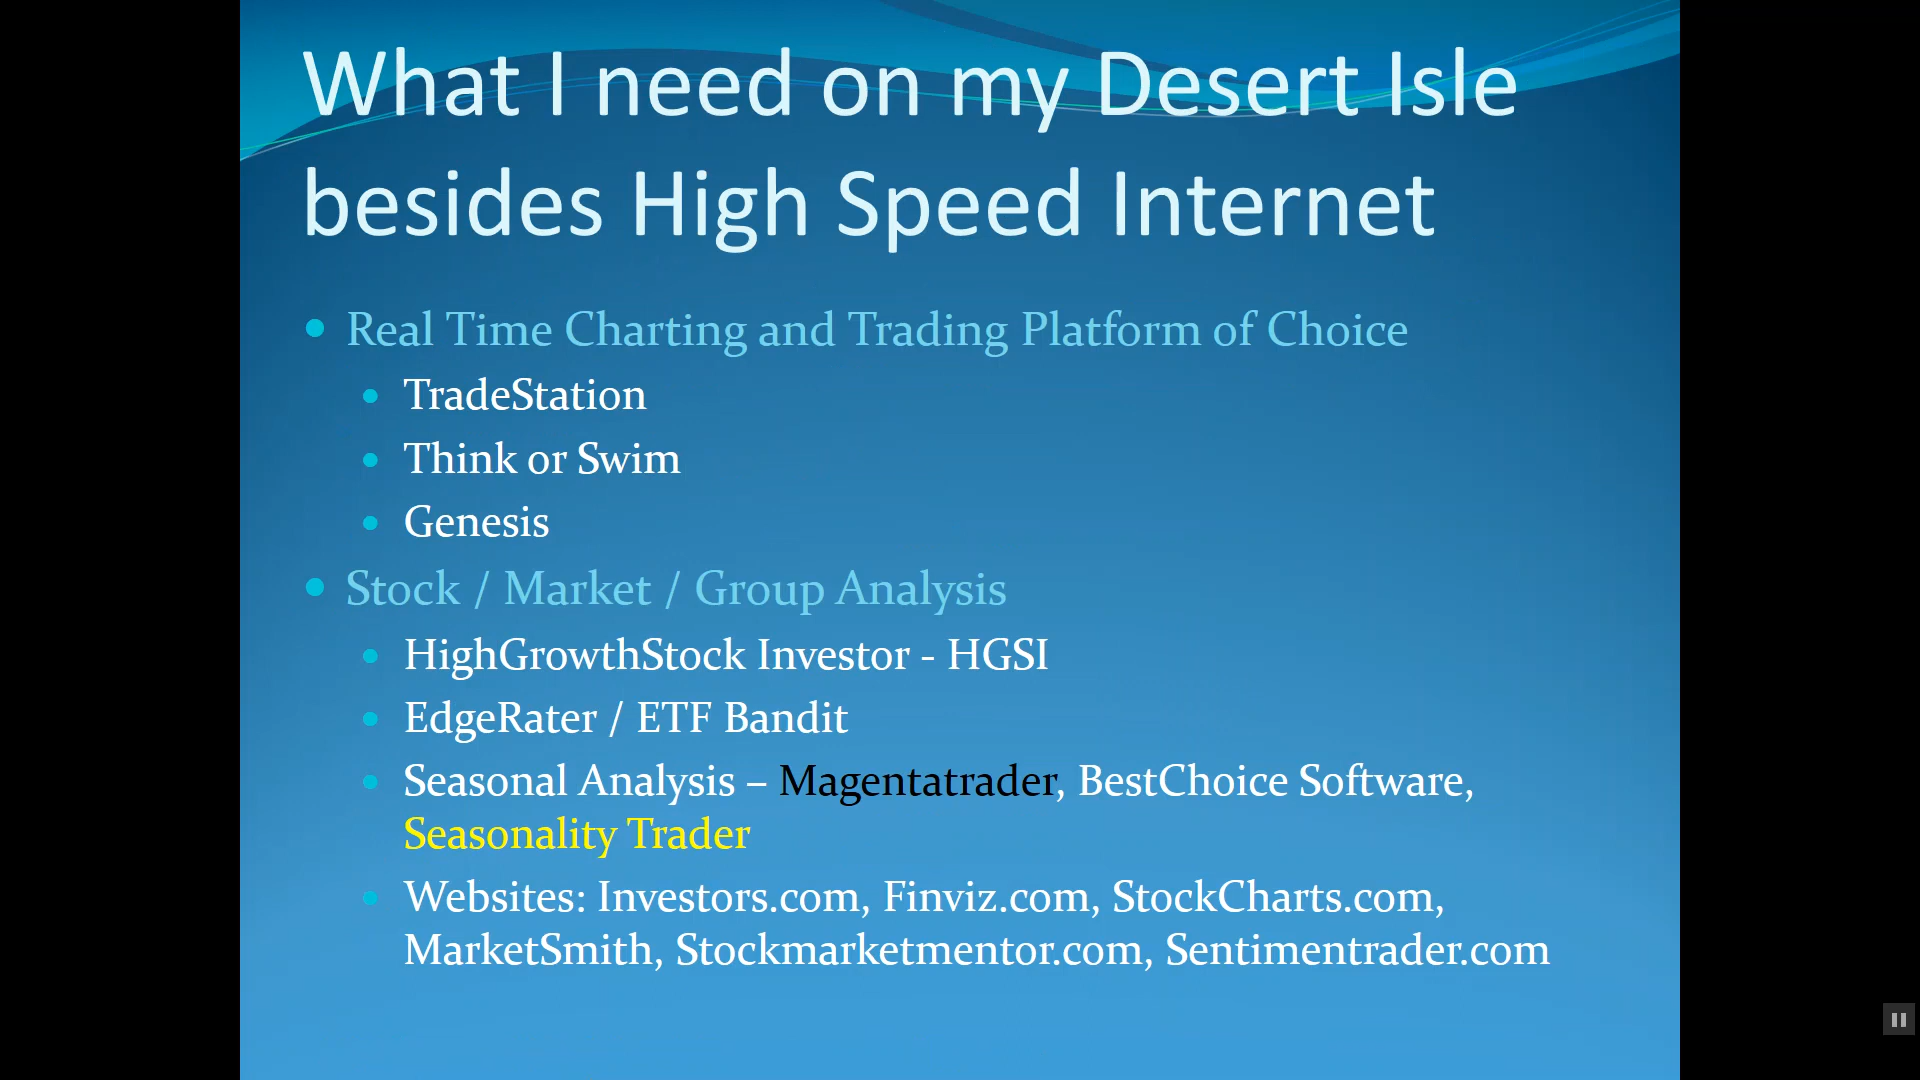 What I need on my Desert Isle
besides High Speed Internet
• Real Time Charting and Trading Platform of Choice
• TradeStation
• Think or Swim
• Genesis
• Stock / Market / Group Analysis
• HighGrowthStock Investor - HGSI
• EdgeRater / ETF Bandit
• Seasonal Analysis – Magentatrader, BestChoice Software,
Seasonality Trader
• Websites: Investors.com, Finviz.com, StockCharts.com,
MarketSmith, Stockmarketmentor.com, Sentimentrader.com